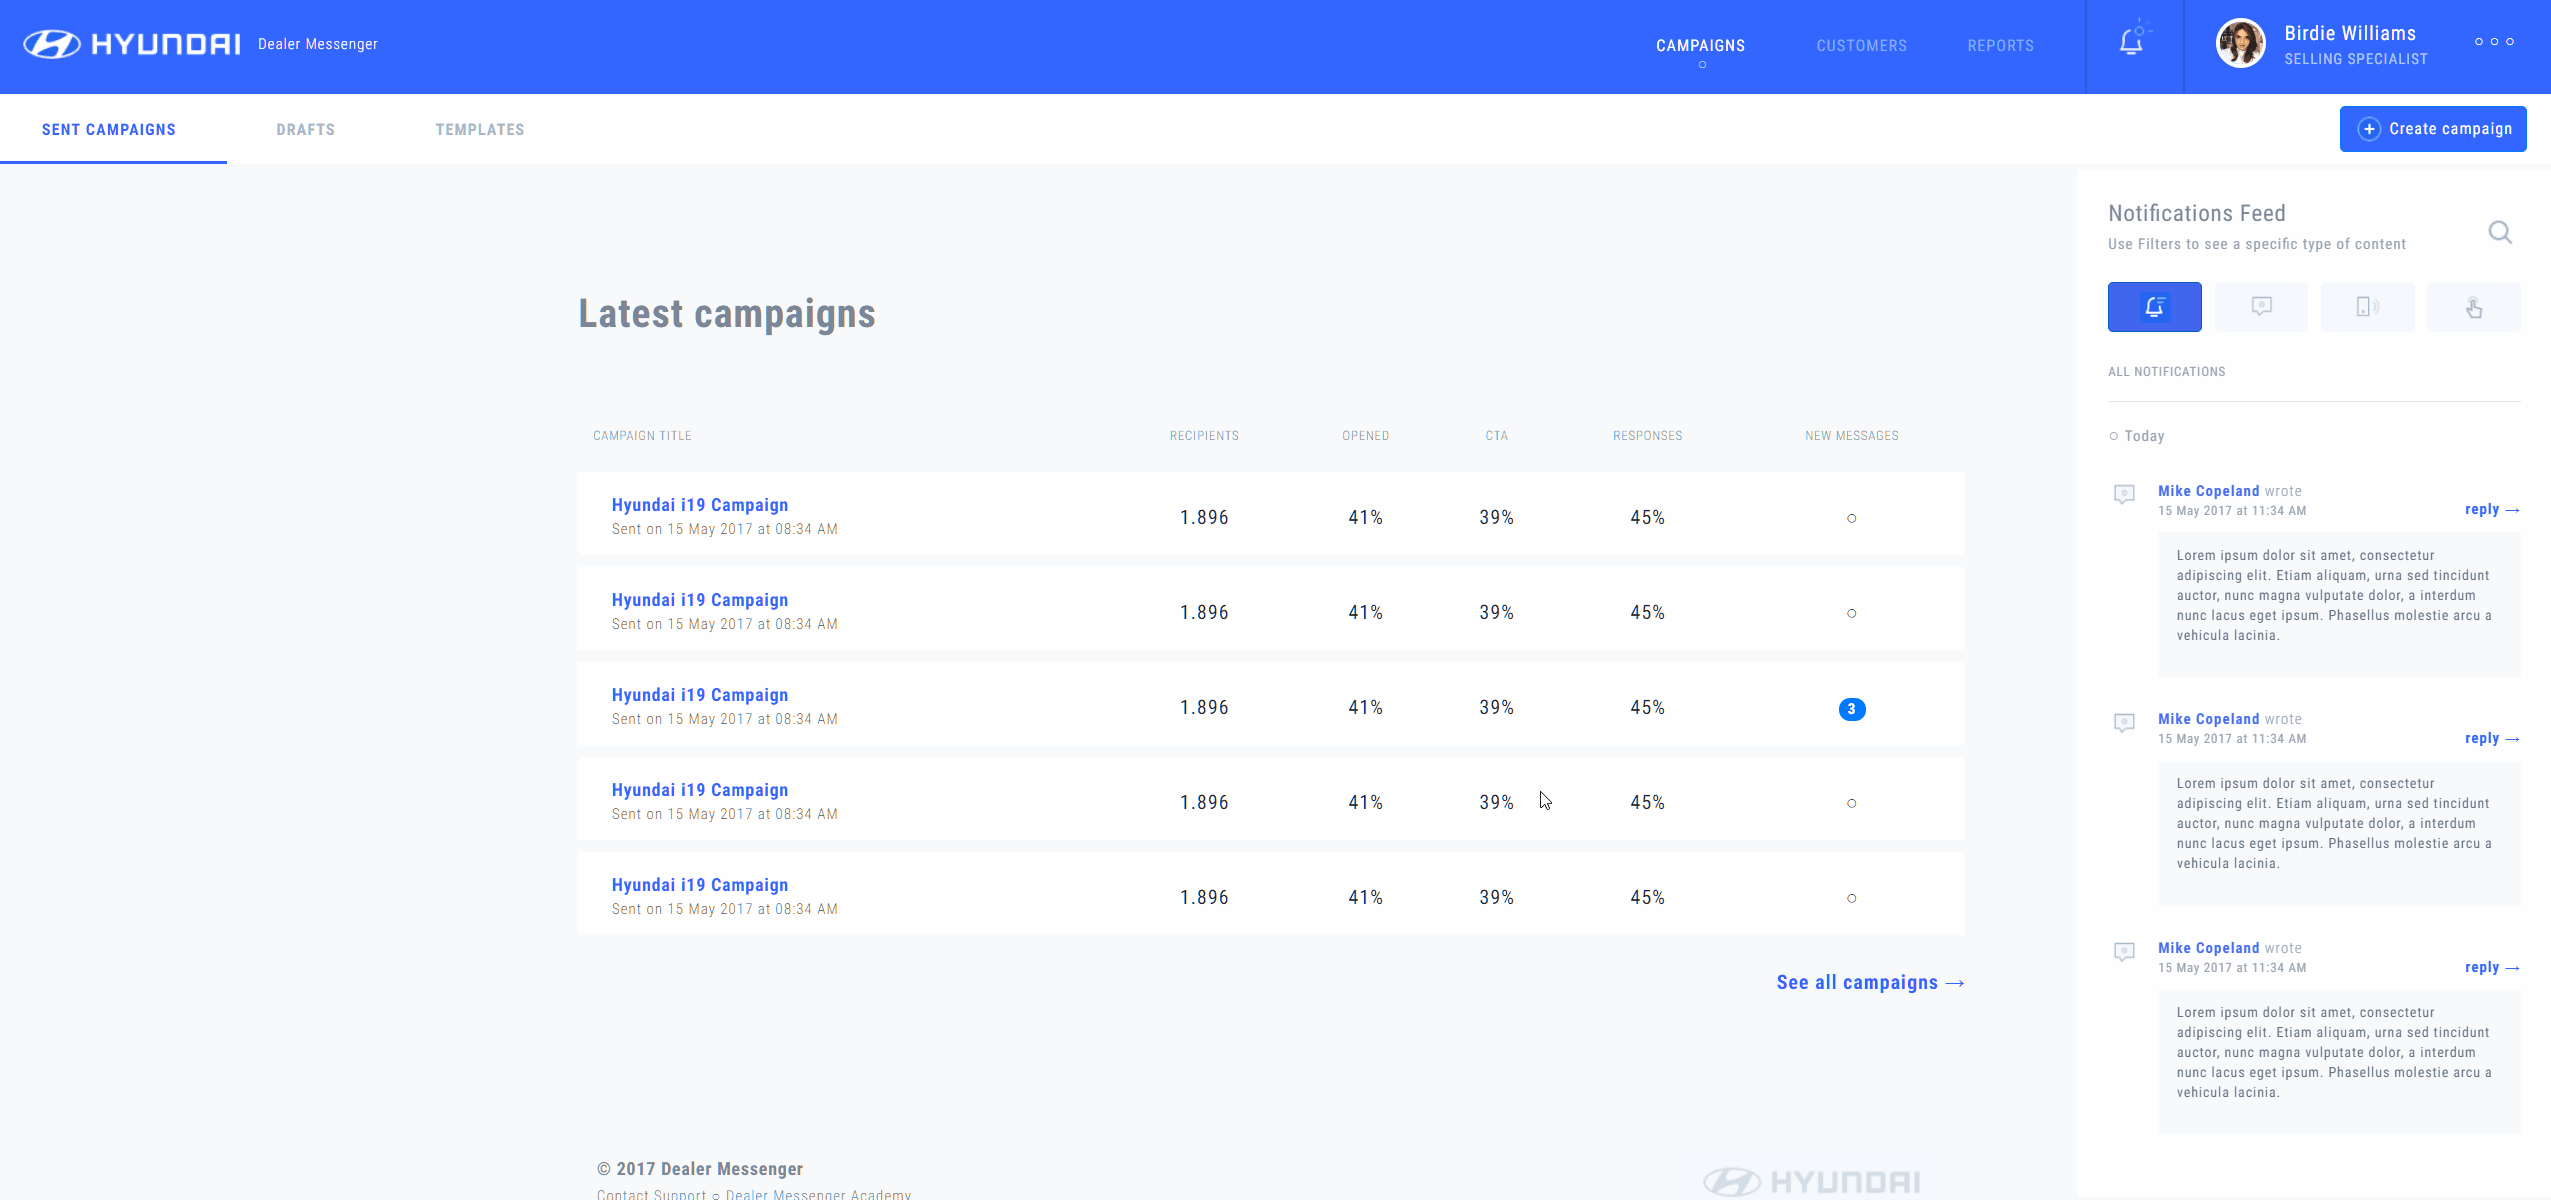 HYUNDAI Dealer Messenger
CAMPAIGNS CUSTOMERS REPORTS
Birdie Williams
SELLING SPECIALIST
SENT CAMPAIGNS DRAFTS TEMPLATES
Create campaign
Latest campaigns
CAMPAIGN TITLE RECIPIENTS OPENED CTA RESPONSES NEW MESSAGES
Hyundai i19 Campaign
Sent on 15 May 2017 at 08:34 AM
1.896 41% 39% 45%
Hyundai i19 Campaign
Sent on 15 May 2017 at 08:34 AM
1.896 41% 39% 45%
Hyundai i19 Campaign
Sent on 15 May 2017 at 08:34 AM
1.896 41% 39% 45% 3
Hyundai i19 Campaign
Sent on 15 May 2017 at 08:34 AM
1.896 41% 39% 45%
Hyundai i19 Campaign
Sent on 15 May 2017 at 08:34 AM
1.896 41% 39% 45%
See all campaigns →
Notifications Feed
Use Filters to see a specific type of content
ALL NOTIFICATIONS
Today
Mike Copeland wrote
15 May 2017 at 11:34 AM
reply →
Lorem ipsum dolor sit amet, consectetur
adipiscing elit. Etiam aliquam, urna sed tincidunt
auctor, nunc magna vulputate dolor, a interdum
nunc lacus eget ipsum. Phasellus molestie arcu a
vehicula lacinia.
Mike Copeland wrote
15 May 2017 at 11:34 AM
reply →
Lorem ipsum dolor sit amet, consectetur
adipiscing elit. Etiam aliquam, urna sed tincidunt
auctor, nunc magna vulputate dolor, a interdum
nunc lacus eget ipsum. Phasellus molestie arcu a
vehicula lacinia.
Mike Copeland wrote
15 May 2017 at 11:34 AM
reply →
Lorem ipsum dolor sit amet, consectetur
adipiscing elit. Etiam aliquam, urna sed tincidunt
auctor, nunc magna vulputate dolor, a interdum
nunc lacus eget ipsum. Phasellus molestie arcu a
vehicula lacinia.
© 2017 Dealer Messenger
Contact Support ○ Dealer Messenger Academy
HYUNDAI